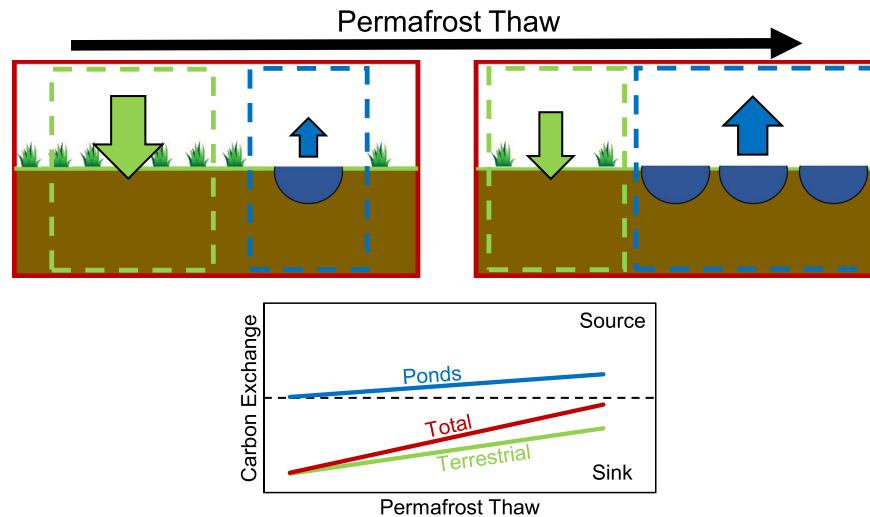 Permafrost Thaw
Source
Carbon Exchange
Ponds
Total
Terrestrial
Sink
Permafrost Thaw